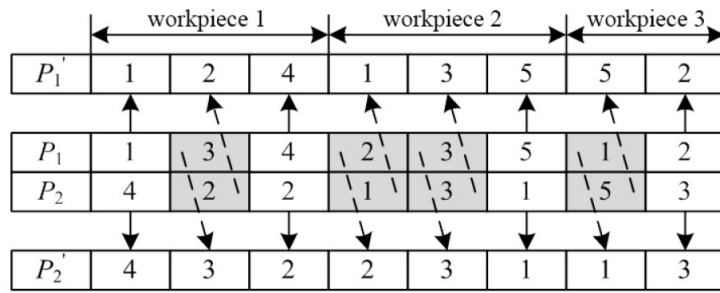 workpiece 1 workpiece 2 workpiece 3
P1' 1 2 4 1 3 5 5 2
P1 1 3 4 2 3 5 1 2
P2 4 2 2 1 3 1 5 3
P2' 4 3 2 2 3 1 1 3